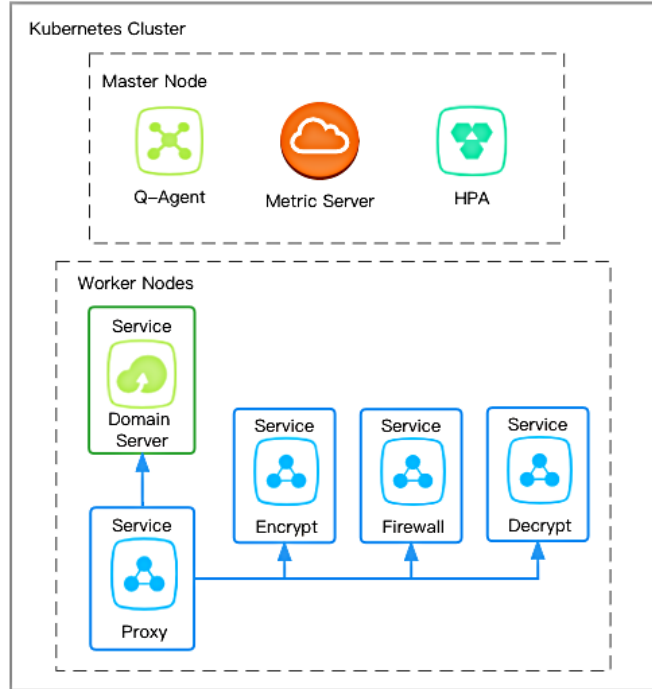 Kubernetes Cluster
Master Node
Q-Agent
Metric Server
HPA
Worker Nodes
Service
Domain
Server
Service
Encrypt
Service
Firewall
Service
Decrypt
Service
Proxy